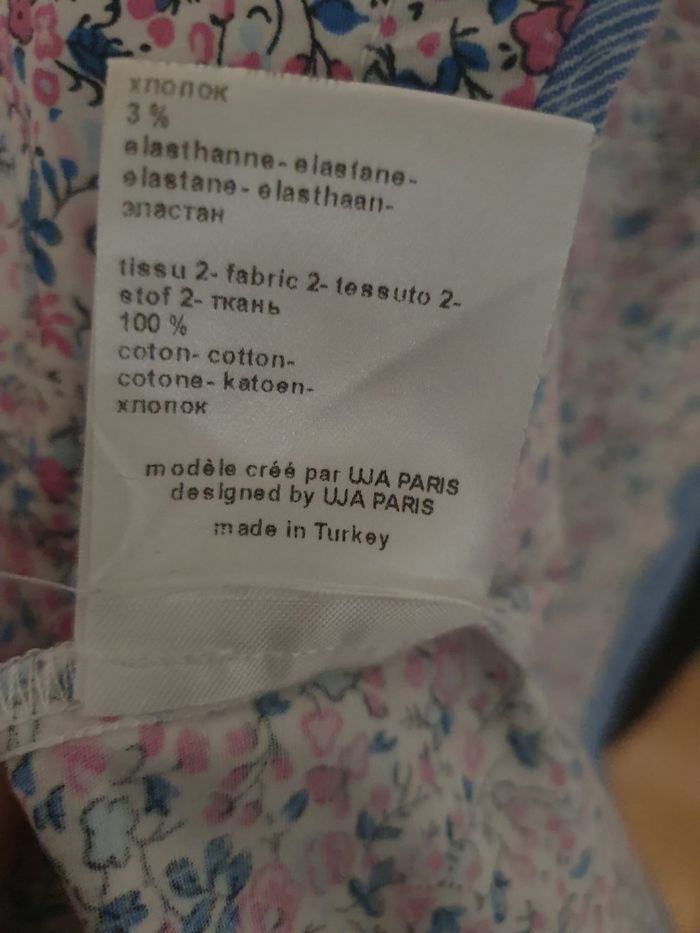 хлопок
3 %
elasthanne- elastane-
elastane- elasthaan-
эластан
tissu 2- fabric 2- tessuto 2-
stof 2- ткань
100 %
coton- cotton-
cotone- katoen-
хлопок
modèle créé par UJA PARIS
designed by UJA PARIS
made in Turkey